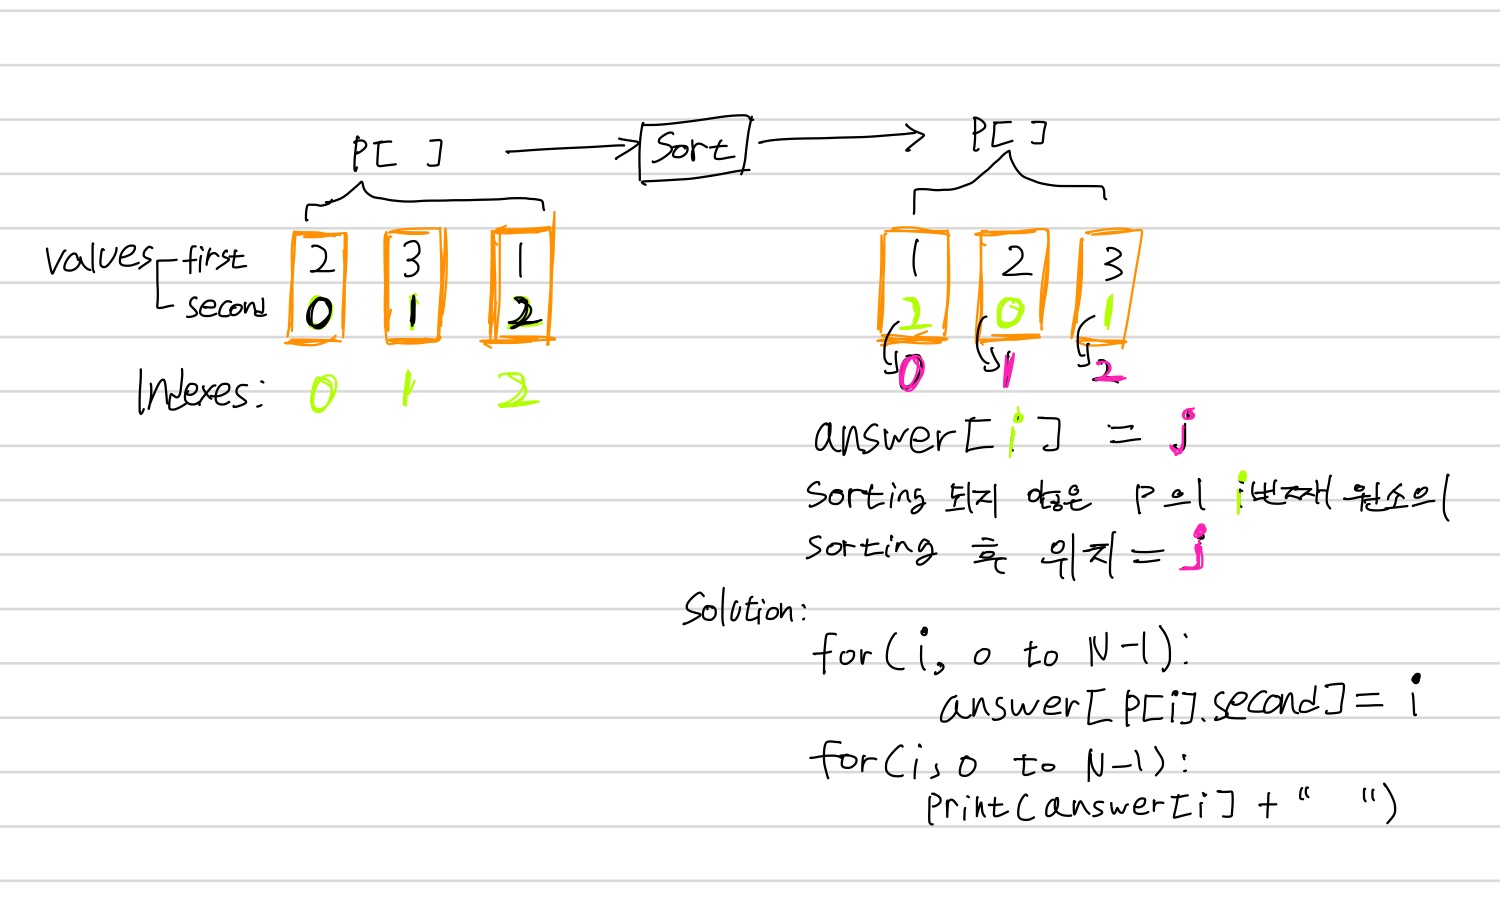 P[ ] → Sort → P[ ]
values first 2 3 1 1 2 3
second 0 1 2 2 0 1
Indexes: 0 1 2 0 1 2
answer[i] = j
Sorting 되지 않은 P의 i번째 원소의
Sorting 후 위치 = j
Solution:
for(i, 0 to N-1):
answer[P[i].second] = i
for(i, 0 to N-1):
print(answer[i] + " ")